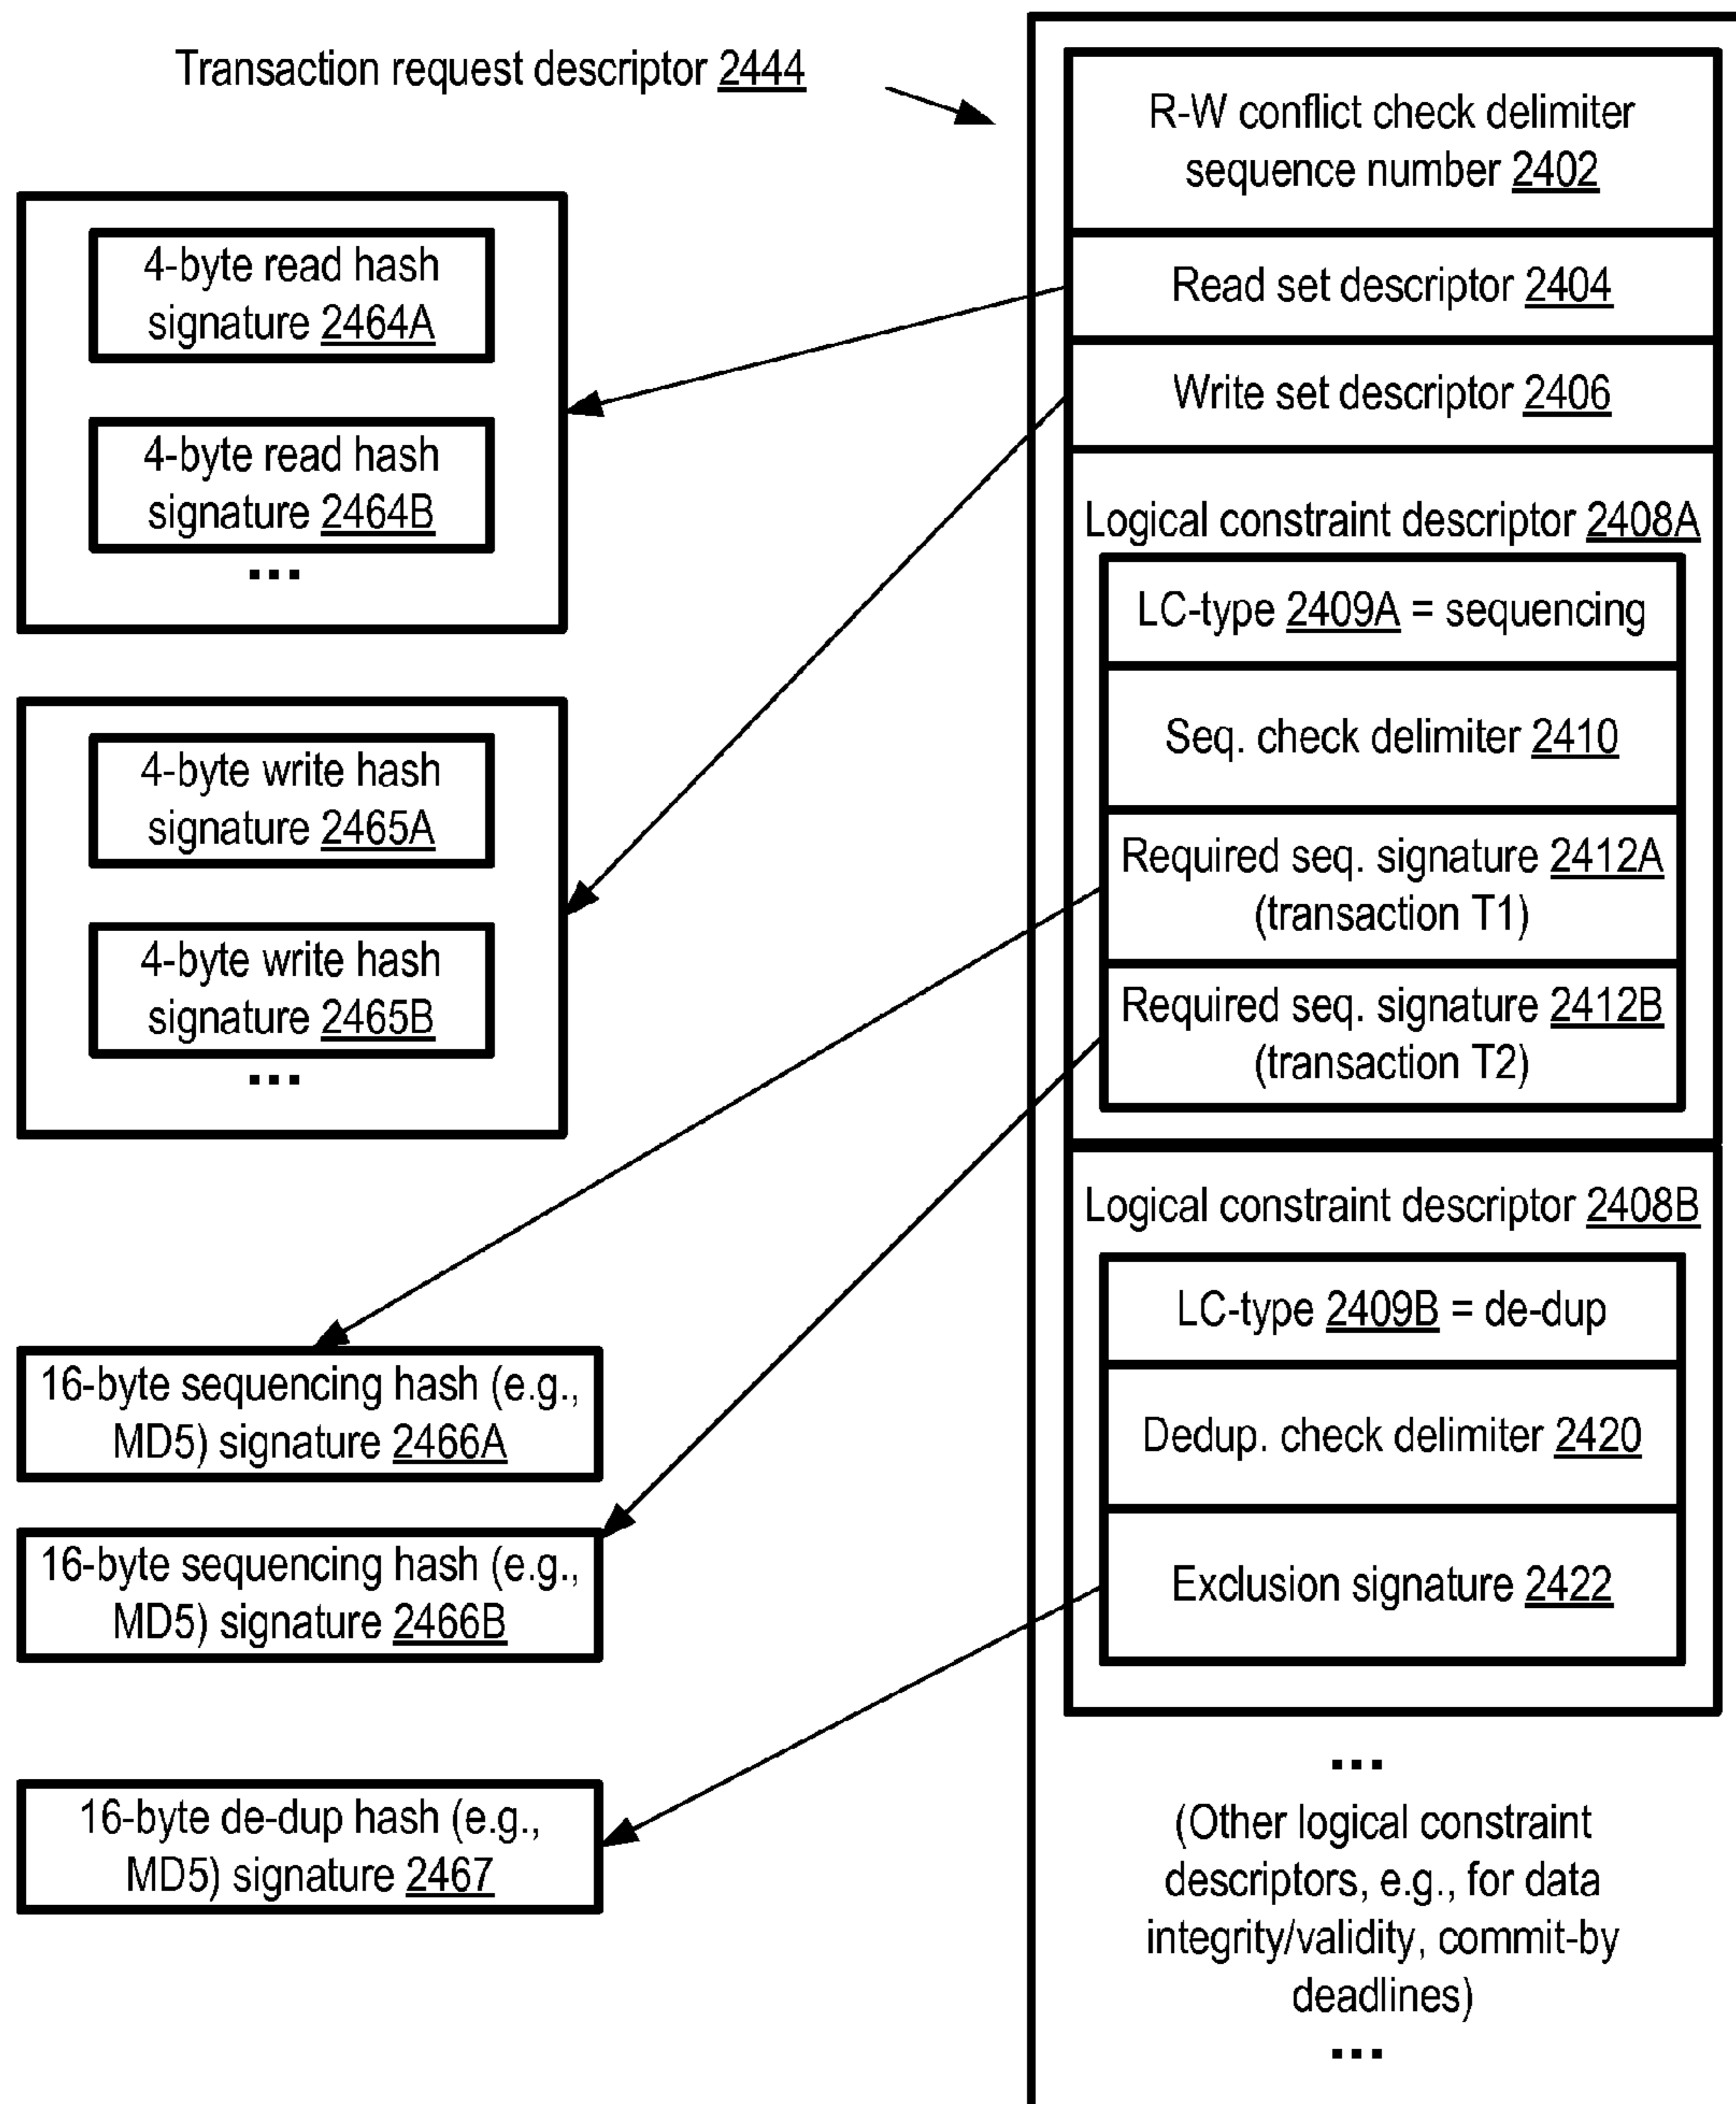 Transaction request descriptor 2444
4-byte read hash
signature 2464A
4-byte read hash
signature 2464B
...
4-byte write hash
signature 2465A
4-byte write hash
signature 2465B
...
16-byte sequencing hash (e.g.,
MD5) signature 2466A
16-byte sequencing hash (e.g.,
MD5) signature 2466B
16-byte de-dup hash (e.g.,
MD5) signature 2467
R-W conflict check delimiter
sequence number 2402
Read set descriptor 2404
Write set descriptor 2406
Logical constraint descriptor 2408A
LC-type 2409A = sequencing
Seq. check delimiter 2410
Required seq. signature 2412A
(transaction T1)
Required seq. signature 2412B
(transaction T2)
Logical constraint descriptor 2408B
LC-type 2409B = de-dup
Dedup. check delimiter 2420
Exclusion signature 2422
...
(Other logical constraint
descriptors, e.g., for data
integrity/validity, commit-by
deadlines)
...